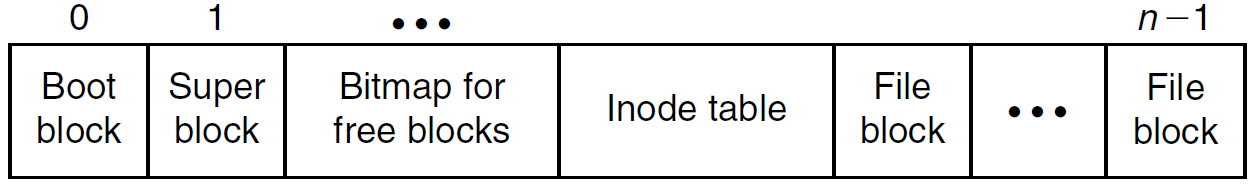 0 1 ••• n−1
Boot block
Super block
Bitmap for free blocks
Inode table
File block
•••
File block